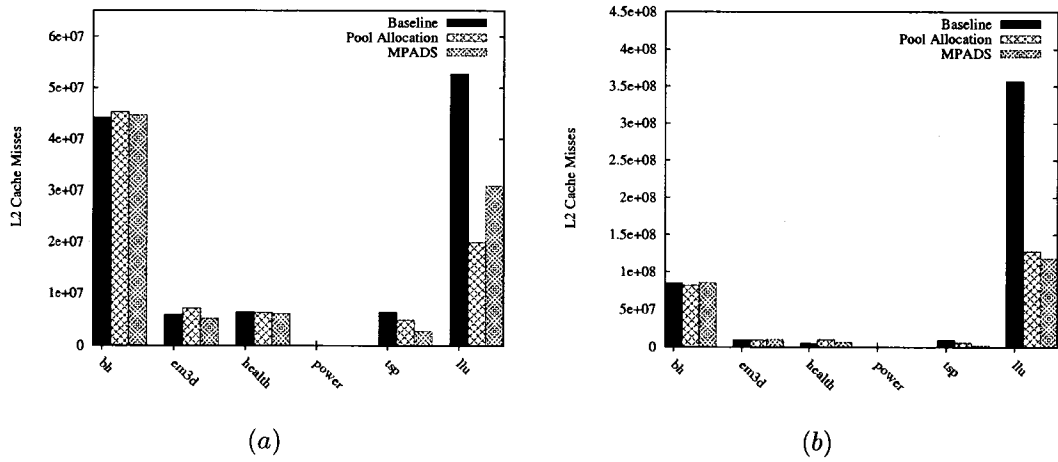 Baseline
Pool Allocation
MPADS
6e+07
5e+07
4e+07
3e+07
2e+07
1e+07
0
L2 Cache Misses
bh
em3d
health
power
tsp
llu
(a)
4.5e+08
4e+08
3.5e+08
3e+08
2.5e+08
2e+08
1.5e+08
1e+08
5e+07
0
L2 Cache Misses
Baseline
Pool Allocation
MPADS
bh
em3d
health
power
tsp
llu
(b)